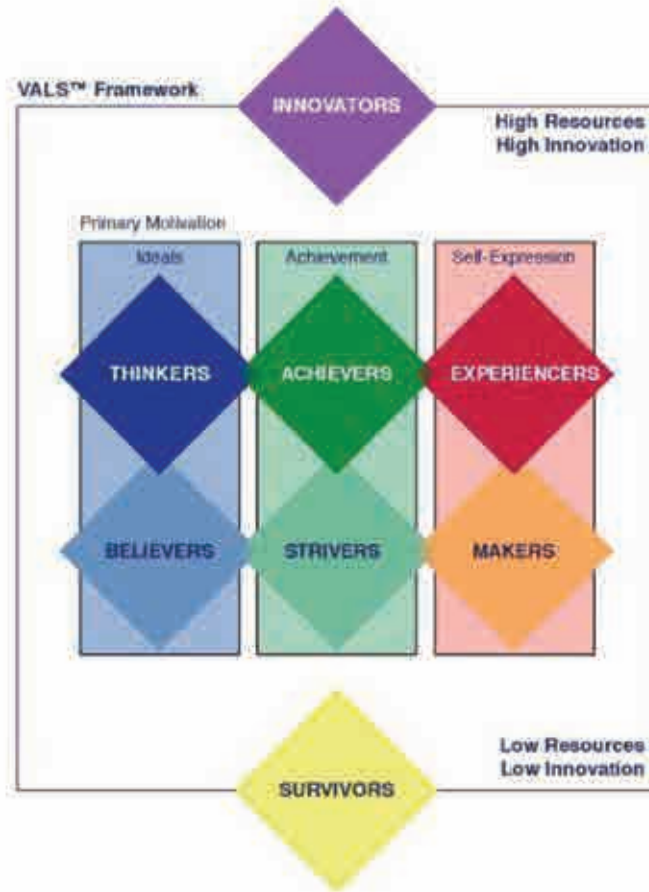 VALS™ Framework
INNOVATORS
High Resources
High Innovation
Primary Motivation
Ideals
Achievement
Self-Expression
THINKERS
ACHIEVERS
EXPERIENCERS
BELIEVERS
STRIVERS
MAKERS
Low Resources
Low Innovation
SURVIVORS